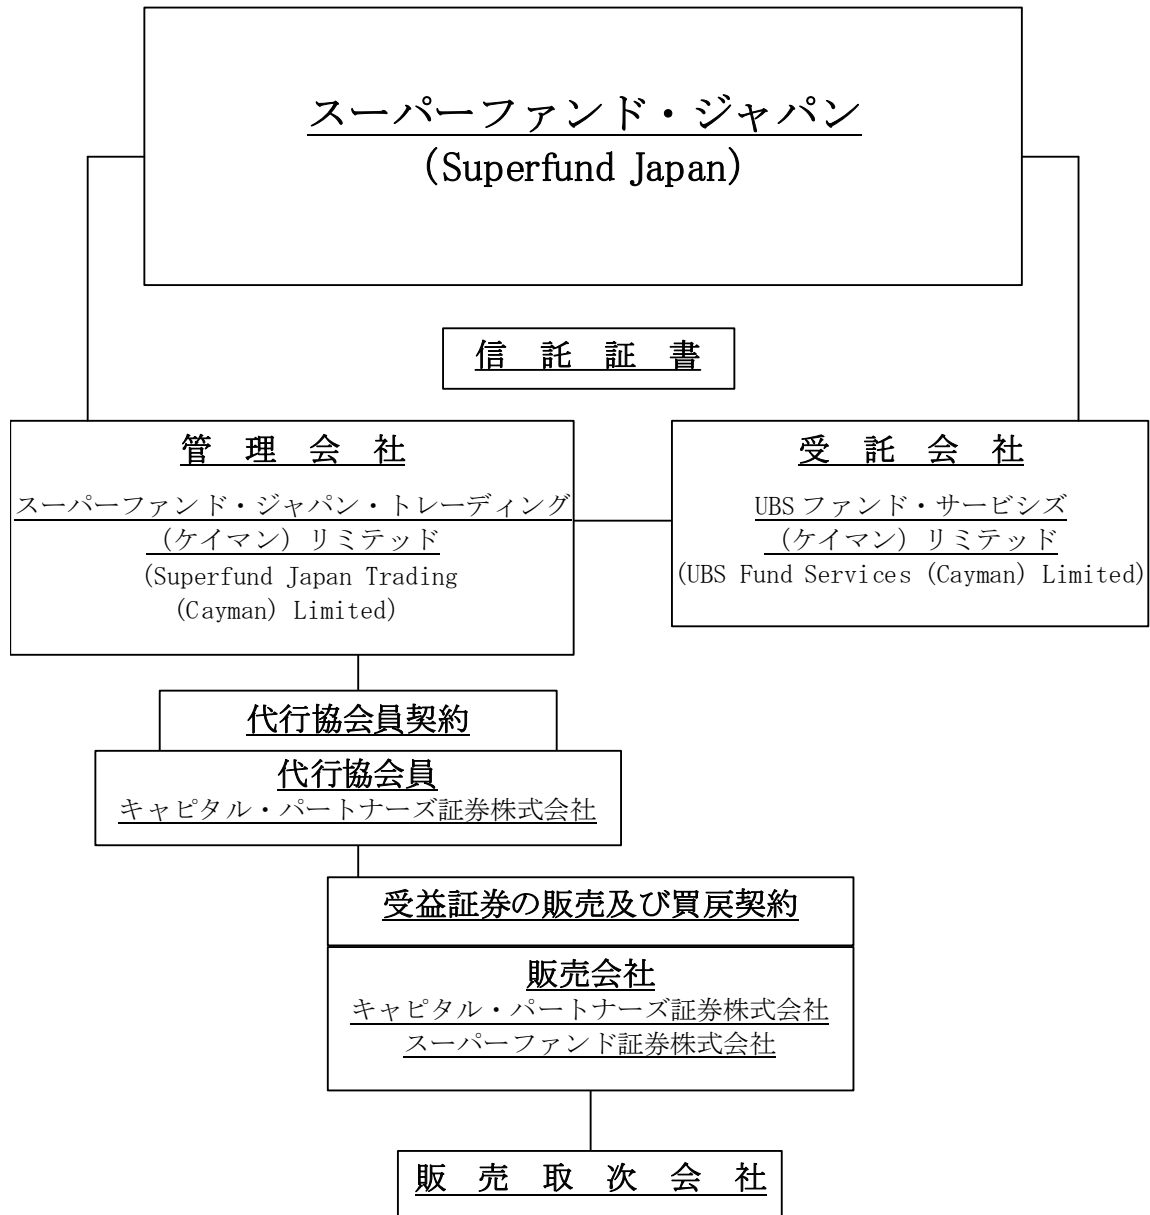 スーパーファンド・ジャパン
(Superfund Japan)
信 託 証 書
管 理 会 社
スーパーファンド・ジャパン・トレーディング
(ケイマン) リミテッド
(Superfund Japan Trading
(Cayman) Limited)
受 託 会 社
UBS ファンド・サービシズ
(ケイマン) リミテッド
(UBS Fund Services (Cayman) Limited)
代行協会員契約
代行協会員
キャピタル・パートナーズ証券株式会社
受益証券の販売及び買戻契約
販売会社
キャピタル・パートナーズ証券株式会社
スーパーファンド証券株式会社
販 売 取 次 会 社